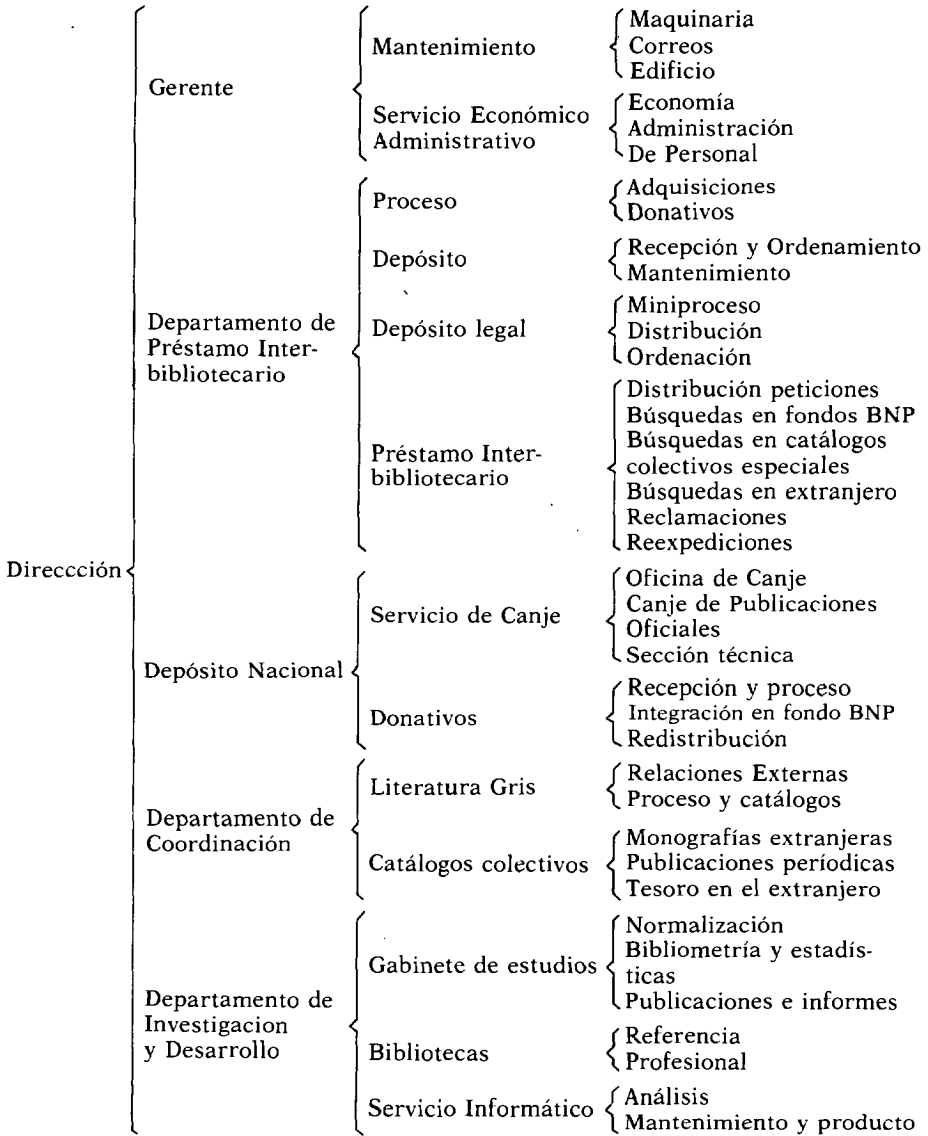 Direccción
Gerente
Mantenimiento
Maquinaria
Correos
Edificio
Servicio Económico
Administrativo
Economía
Administración
De Personal
Departamento de
Préstamo Inter-
bibliotecario
Proceso
Adquisiciones
Donativos
Depósito
Recepción y Ordenamiento
Mantenimiento
Depósito legal
Miniproceso
Distribución
Ordenación
Préstamo Inter-
bibliotecario
Distribución peticiones
Búsquedas en fondos BNP
Búsquedas en catálogos
colectivos especiales
Búsquedas en extranjero
Reclamaciones
Reexpediciones
Depósito Nacional
Servicio de Canje
Oficina de Canje
Canje de Publicaciones
Oficiales
Sección técnica
Donativos
Recepción y proceso
Integración en fondo BNP
Redistribución
Departamento de
Coordinación
Literatura Gris
Relaciones Externas
Proceso y catálogos
Catálogos colectivos
Monografías extranjeras
Publicaciones períodicas
Tesoro en el extranjero
Departamento de
Investigacion
y Desarrollo
Gabinete de estudios
Normalización
Bibliometría y estadís-
ticas
Publicaciones e informes
Bibliotecas
Referencia
Profesional
Servicio Informático
Análisis
Mantenimiento y producto